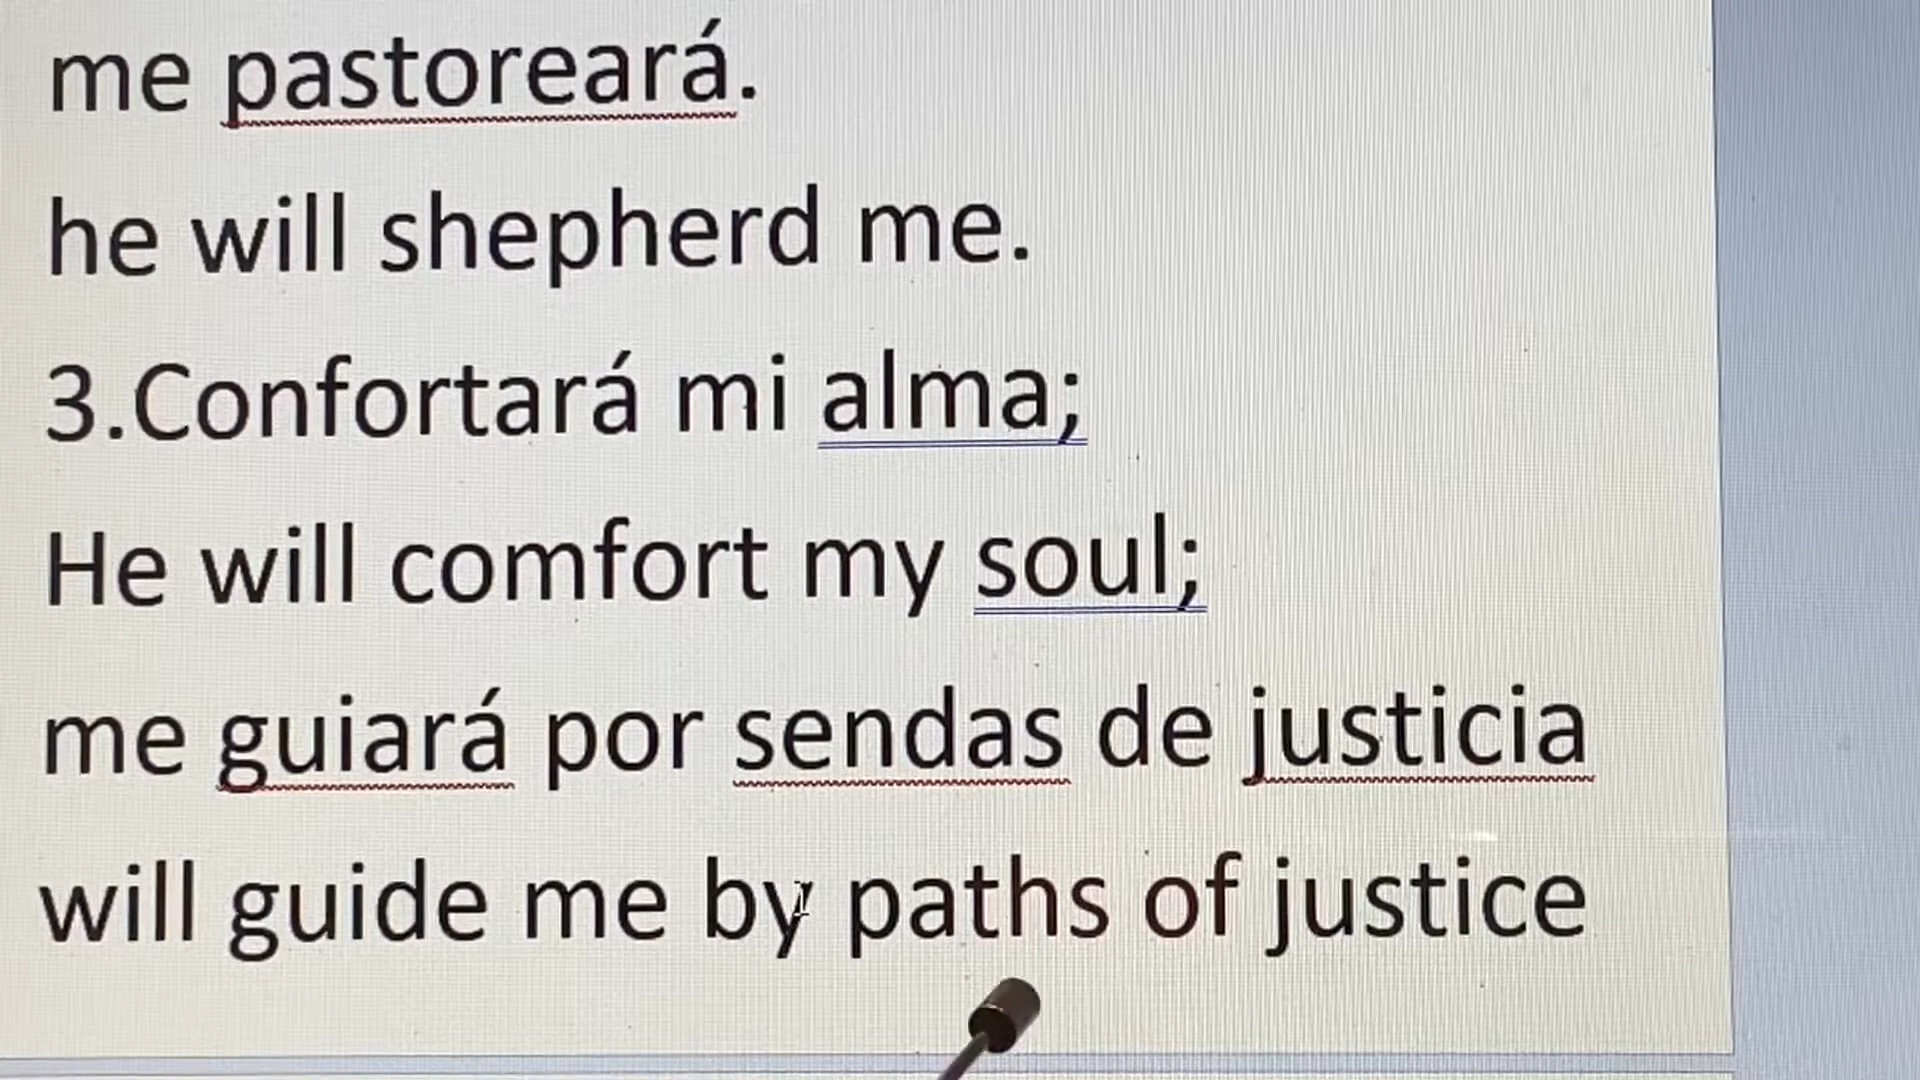 me pastoreará.
he will shepherd me.
3.Confortará mi alma;
He will comfort my soul;
me guiará por sendas de justicia
will guide me by paths of justice